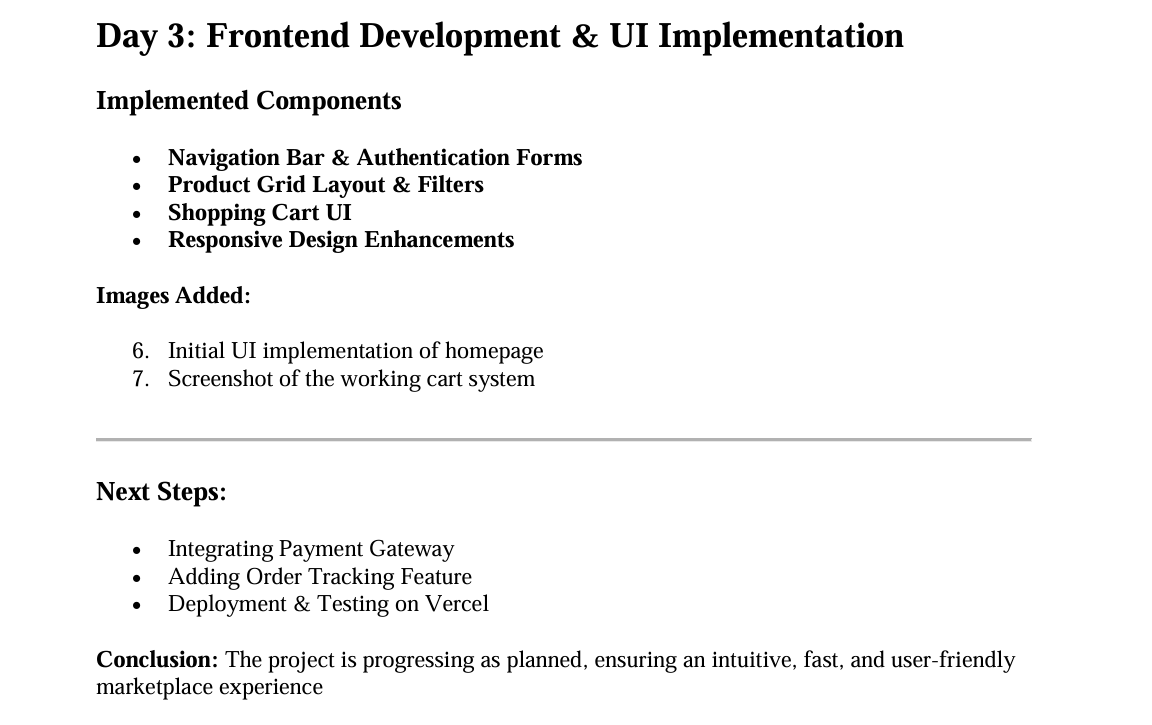 Day 3: Frontend Development & UI Implementation
Implemented Components
• Navigation Bar & Authentication Forms
• Product Grid Layout & Filters
• Shopping Cart UI
• Responsive Design Enhancements
Images Added:
6. Initial UI implementation of homepage
7. Screenshot of the working cart system
Next Steps:
• Integrating Payment Gateway
• Adding Order Tracking Feature
• Deployment & Testing on Vercel
Conclusion: The project is progressing as planned, ensuring an intuitive, fast, and user-friendly
marketplace experience